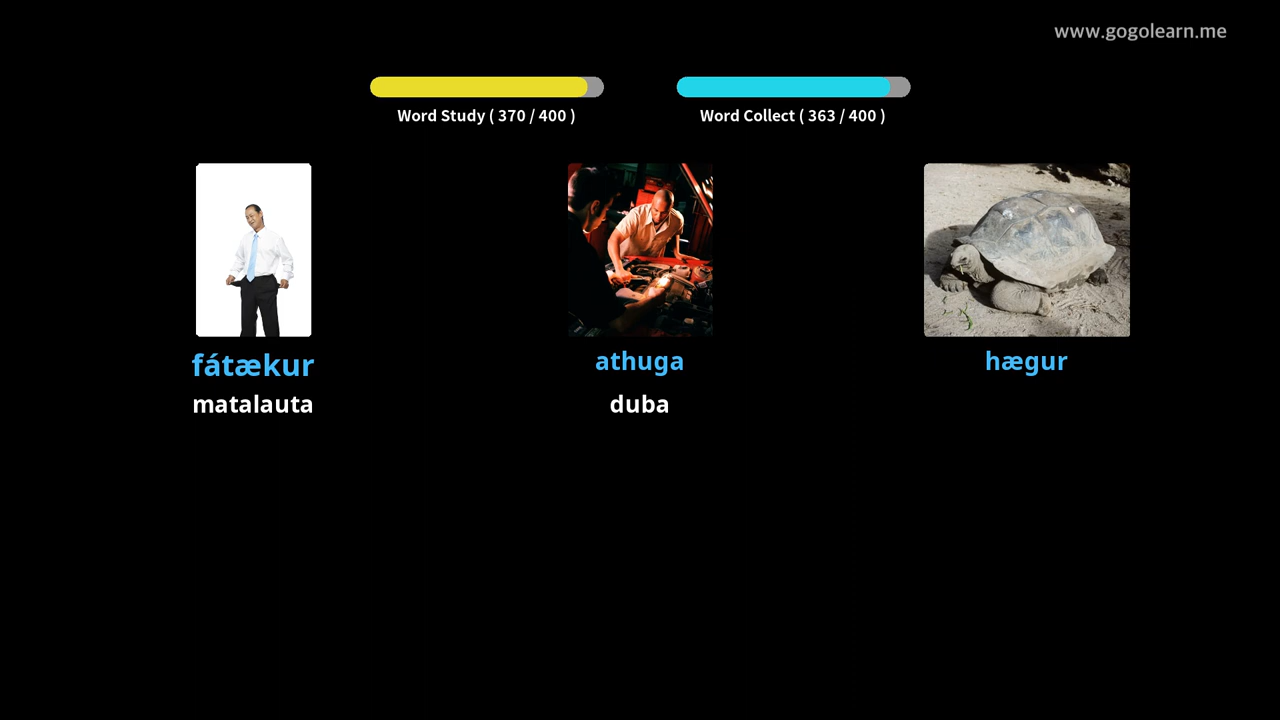 www.gogolearn.me
Word Study ( 370 / 400 )
Word Collect ( 363 / 400 )
fátækur
matalauta
athuga
duba
hægur